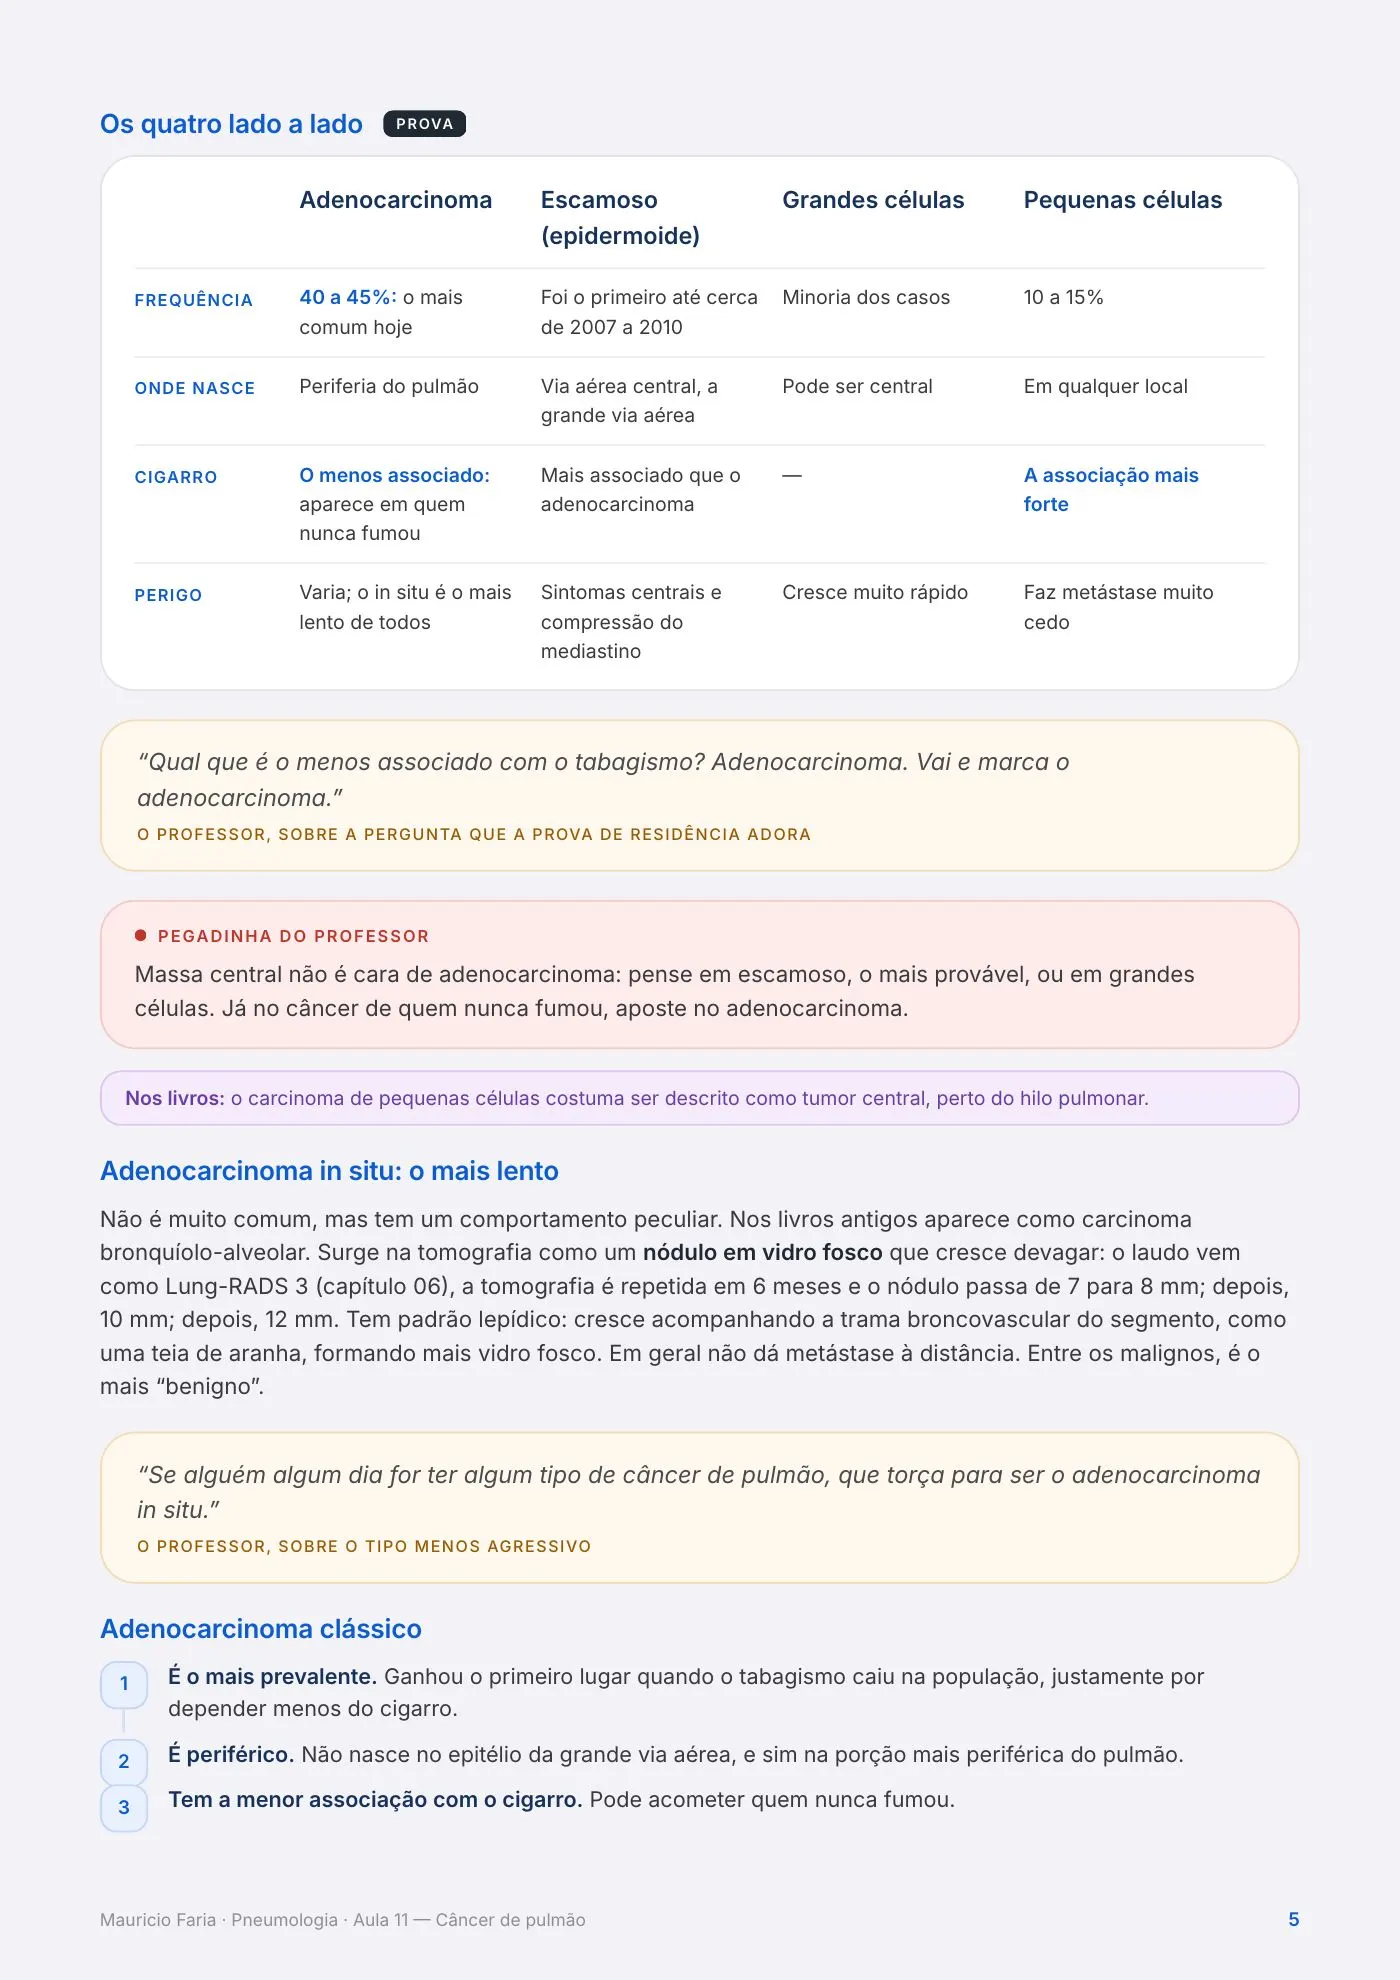 Os quatro lado a lado PROVA
Adenocarcinoma Escamoso (epidermoide) Grandes células Pequenas células
FREQUÊNCIA 40 a 45%: o mais comum hoje Foi o primeiro até cerca de 2007 a 2010 Minoria dos casos 10 a 15%
ONDE NASCE Periferia do pulmão Via aérea central, a grande via aérea Pode ser central Em qualquer local
CIGARRO O menos associado: aparece em quem nunca fumou Mais associado que o adenocarcinoma — A associação mais forte
PERIGO Varia; o in situ é o mais lento de todos Sintomas centrais e compressão do mediastino Cresce muito rápido Faz metástase muito cedo
“Qual que é o menos associado com o tabagismo? Adenocarcinoma. Vai e marca o
adenocarcinoma.”
O PROFESSOR, SOBRE A PERGUNTA QUE A PROVA DE RESIDÊNCIA ADORA
PEGADINHA DO PROFESSOR
Massa central não é cara de adenocarcinoma: pense em escamoso, o mais provável, ou em grandes
células. Já no câncer de quem nunca fumou, aposte no adenocarcinoma.
Nos livros: o carcinoma de pequenas células costuma ser descrito como tumor central, perto do hilo pulmonar.
Adenocarcinoma in situ: o mais lento
Não é muito comum, mas tem um comportamento peculiar. Nos livros antigos aparece como carcinoma
bronquíolo-alveolar. Surge na tomografia como um nódulo em vidro fosco que cresce devagar: o laudo vem
como Lung-RADS 3 (capítulo 06), a tomografia é repetida em 6 meses e o nódulo passa de 7 para 8 mm; depois,
10 mm; depois, 12 mm. Tem padrão lepídico: cresce acompanhando a trama broncovascular do segmento, como
uma teia de aranha, formando mais vidro fosco. Em geral não dá metástase à distância. Entre os malignos, é o
mais “benigno”.
“Se alguém algum dia for ter algum tipo de câncer de pulmão, que torça para ser o adenocarcinoma
in situ.”
O PROFESSOR, SOBRE O TIPO MENOS AGRESSIVO
Adenocarcinoma clássico
1 É o mais prevalente. Ganhou o primeiro lugar quando o tabagismo caiu na população, justamente por
depender menos do cigarro.
2 É periférico. Não nasce no epitélio da grande via aérea, e sim na porção mais periférica do pulmão.
3 Tem a menor associação com o cigarro. Pode acometer quem nunca fumou.
Mauricio Faria · Pneumologia · Aula 11 — Câncer de pulmão 5